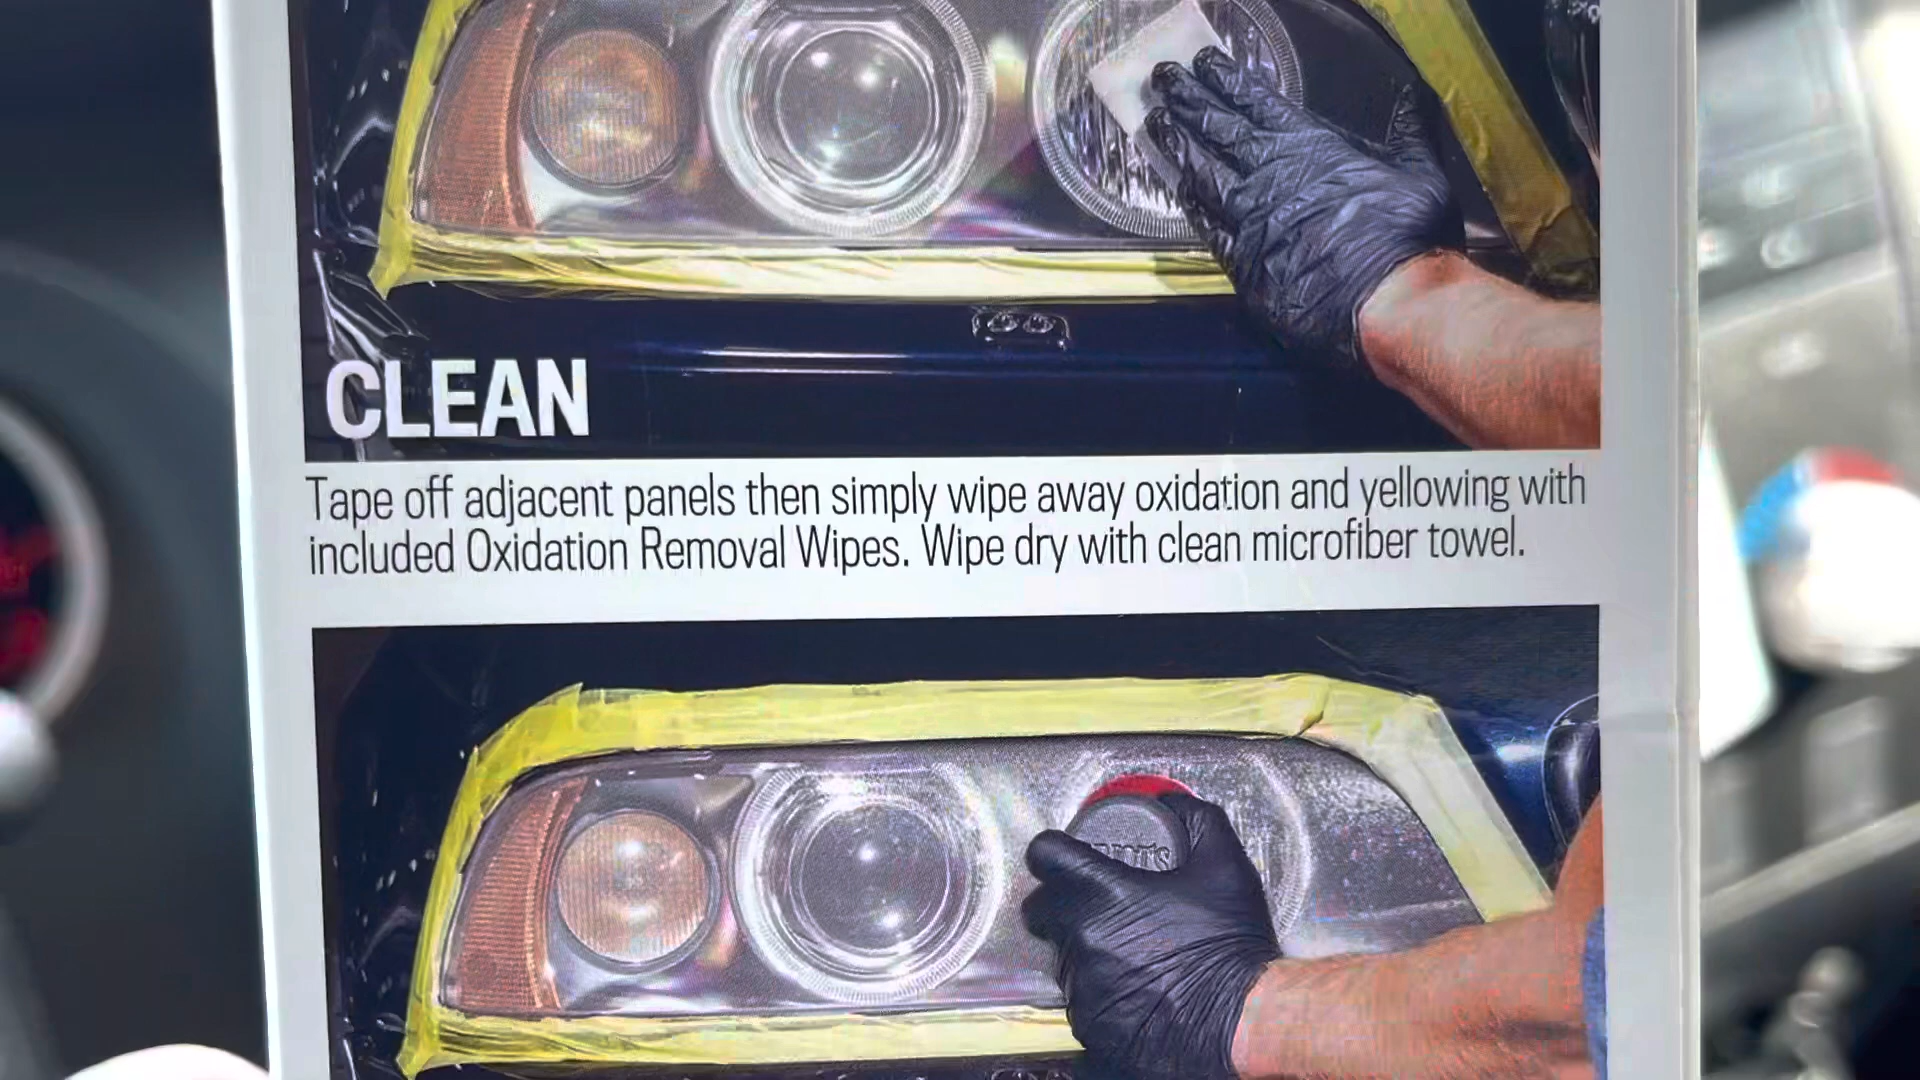 CLEAN
Tape off adjacent panels then simply wipe away oxidation and yellowing with
included Oxidation Removal Wipes. Wipe dry with clean microfiber towel.